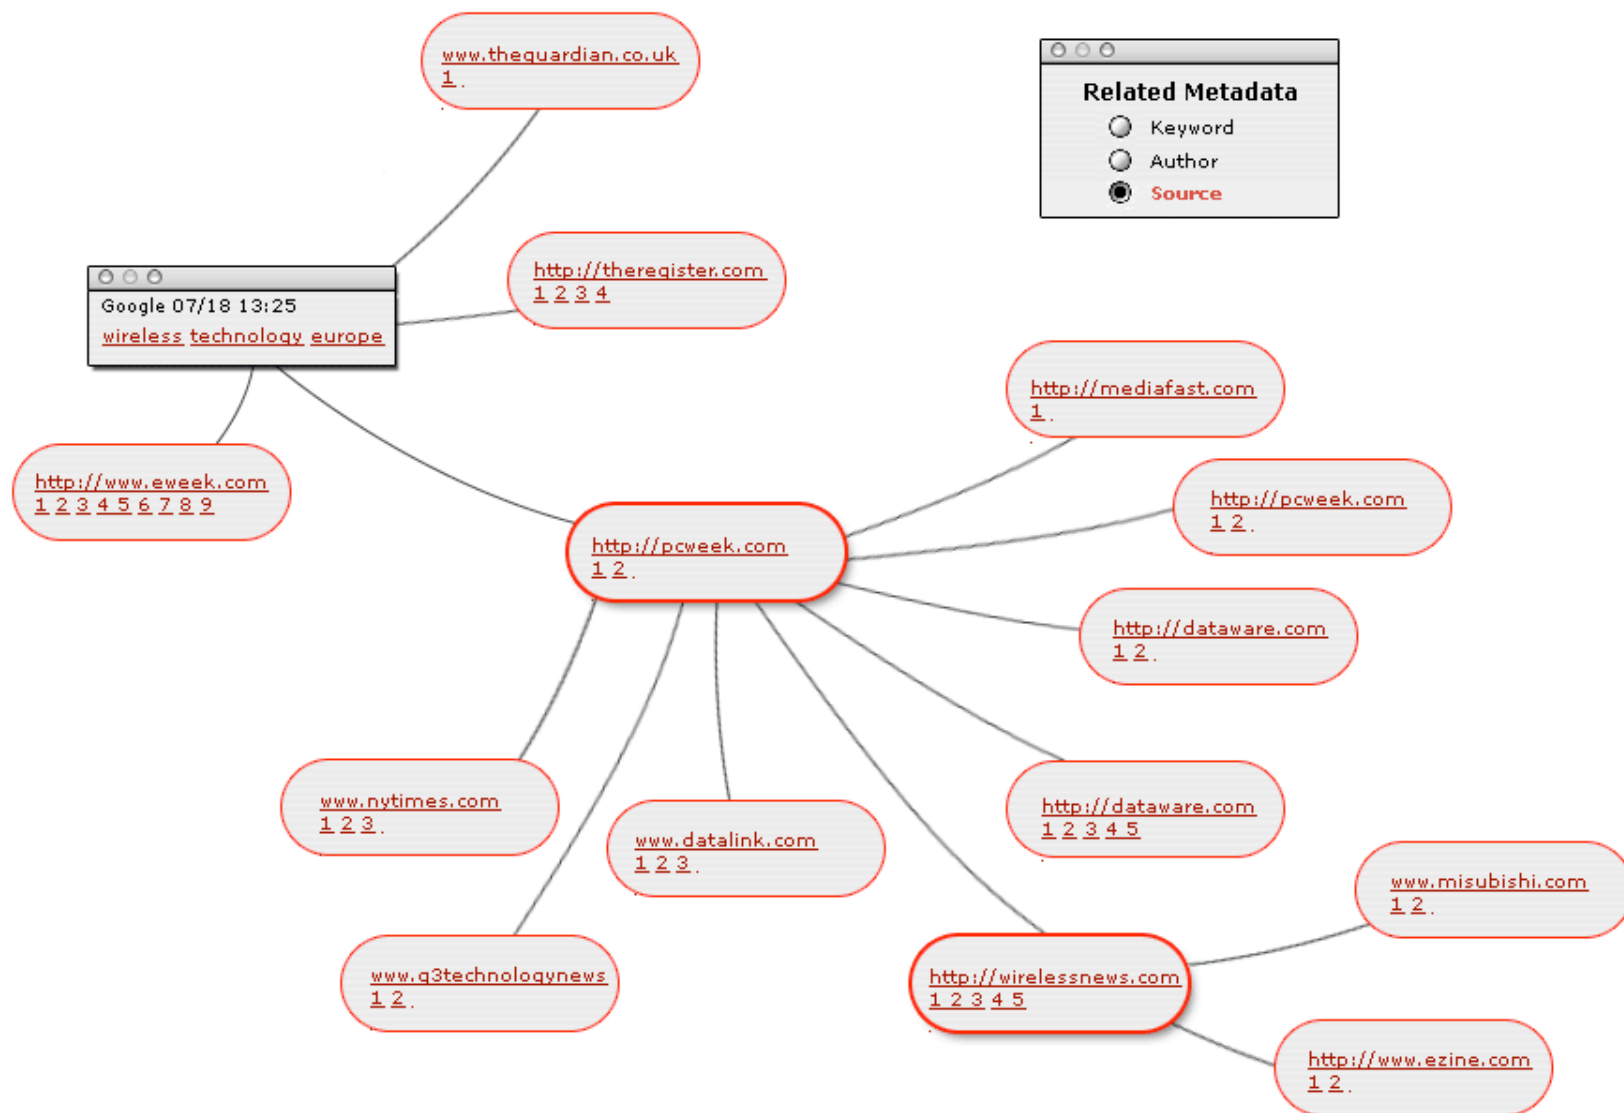 www.theguardian.co.uk
1 .
Related Metadata
Keyword
Author
Source
http://theregister.com
1 2 3 4
Google 07/18 13:25
wireless technology europe
http://mediafast.com
1 .
http://www.eweek.com
1 2 3 4 5 6 7 8 9
http://pcweek.com
1 2 .
http://pcweek.com
1 2 .
http://dataware.com
1 2 .
www.nytimes.com
1 2 3 .
www.datalink.com
1 2 3 .
http://dataware.com
1 2 3 4 5
www.misubishi.com
1 2 .
www.g3technologynews
1 2 .
http://wirelessnews.com
1 2 3 4 5
http://www.ezine.com
1 2 .